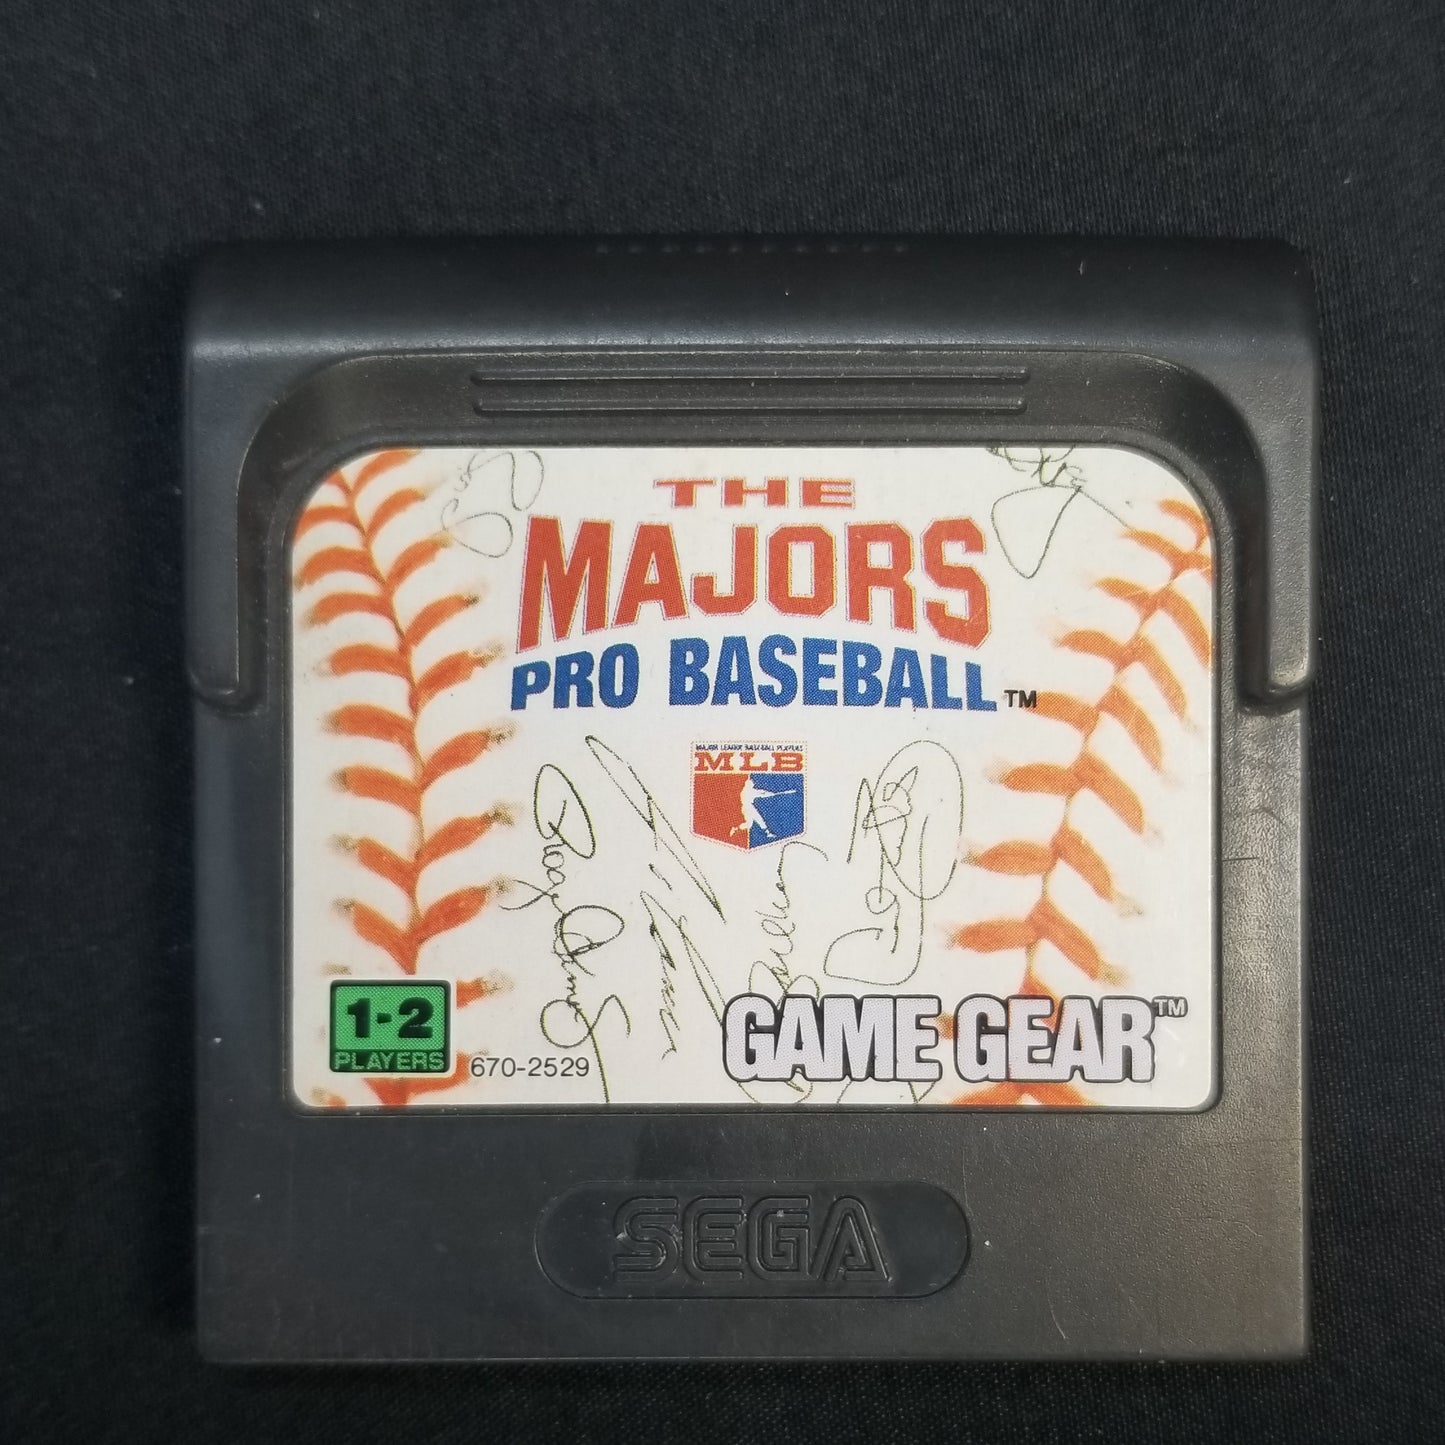 THE
MAJORS
PRO BASEBALL™
MAJOR LEAGUE BASEBALL PLAYERS
MLB
1-2
PLAYERS
670-2529
GAME GEAR™
SEGA